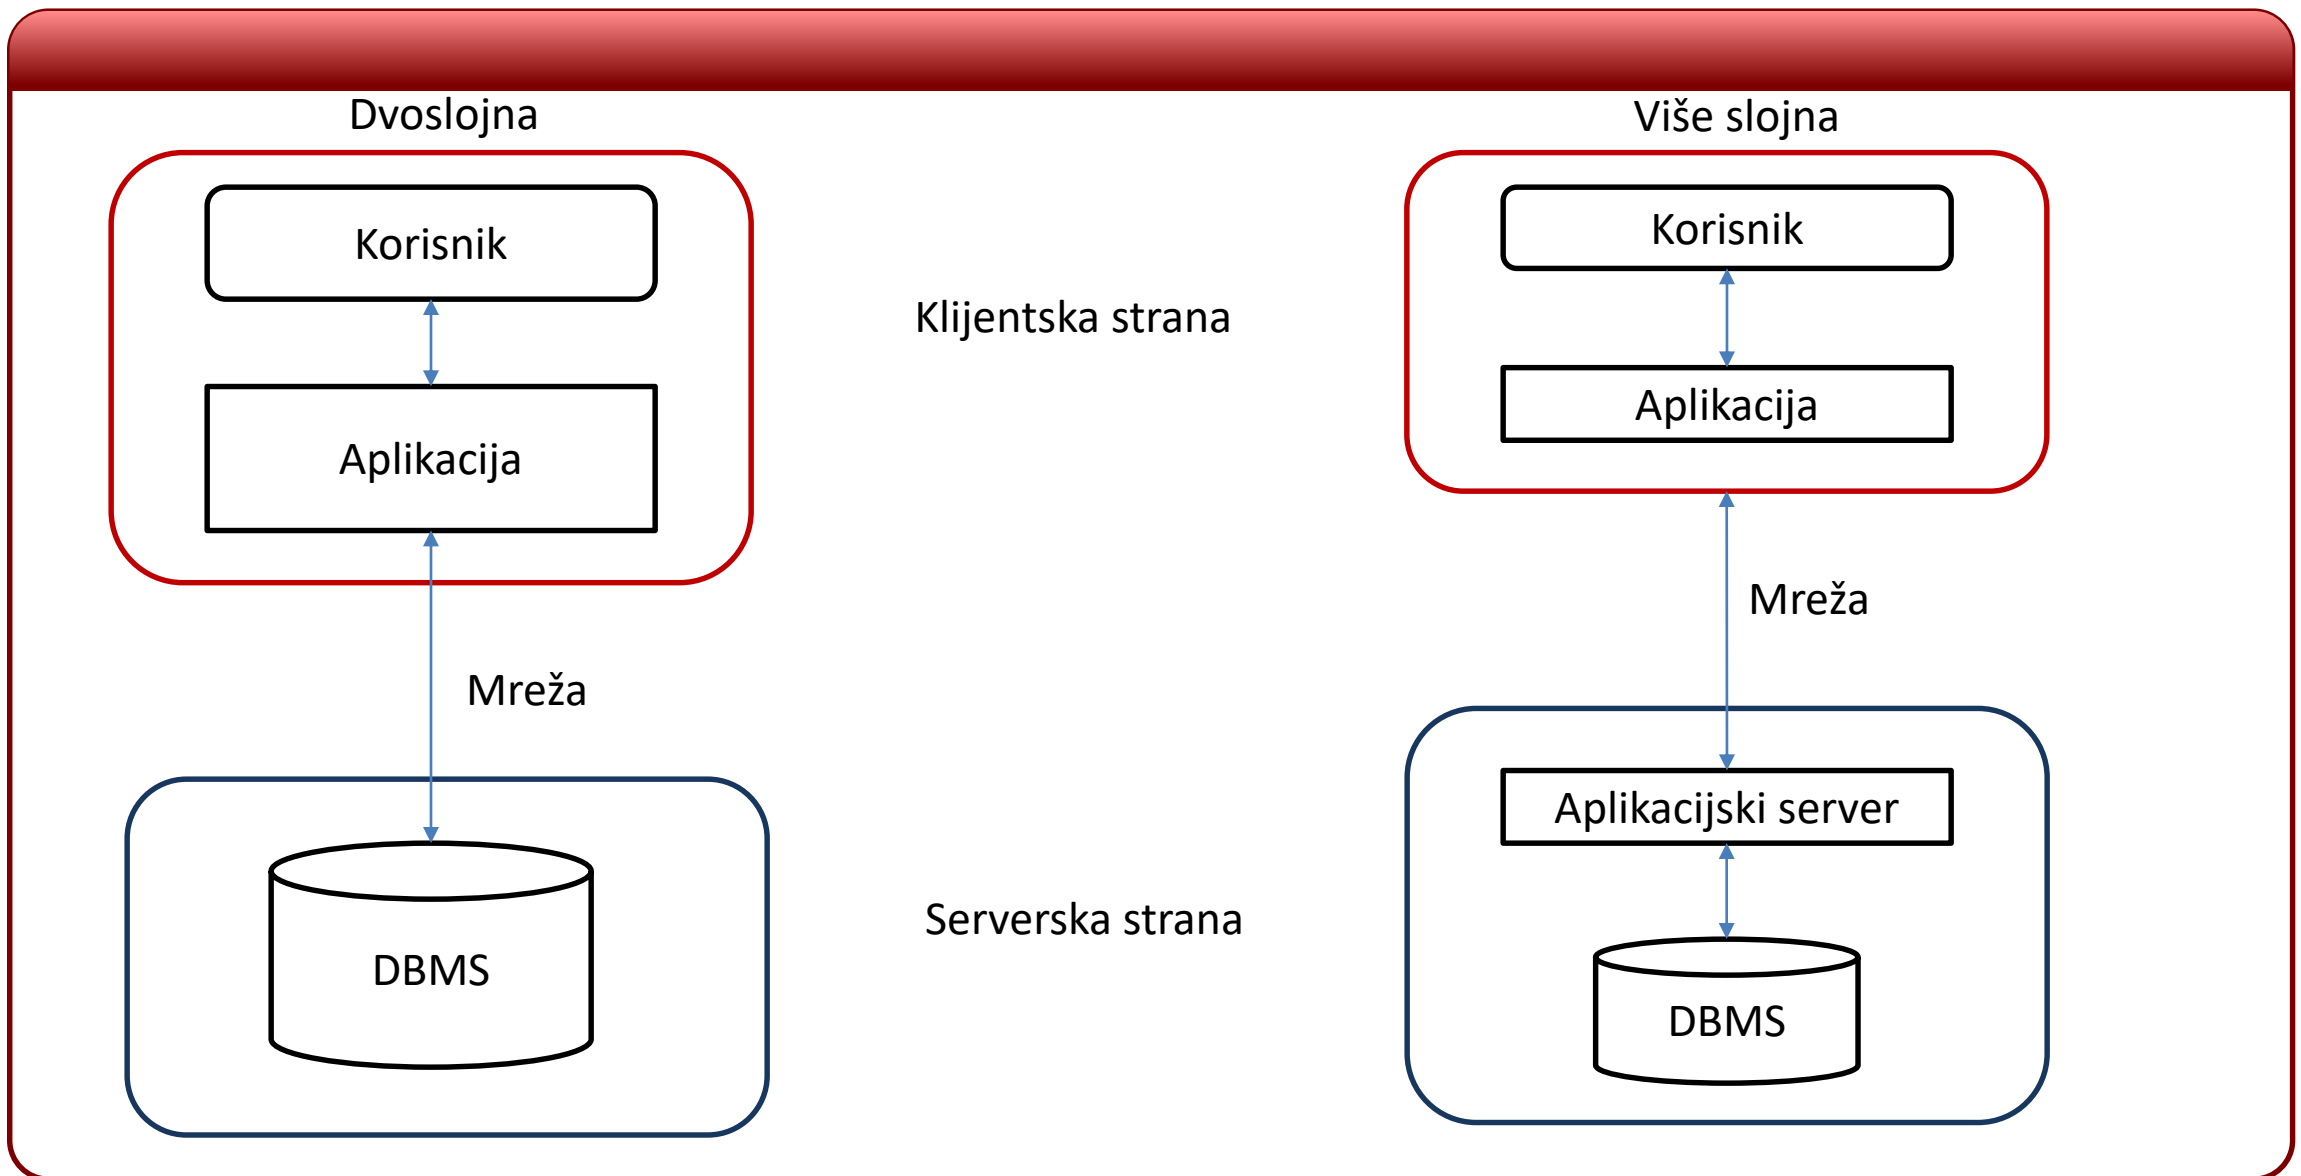 Dvoslojna
Više slojna
Korisnik
Korisnik
Klijentska strana
Aplikacija
Aplikacija
Mreža
Mreža
Aplikacijski server
Serverska strana
DBMS
DBMS